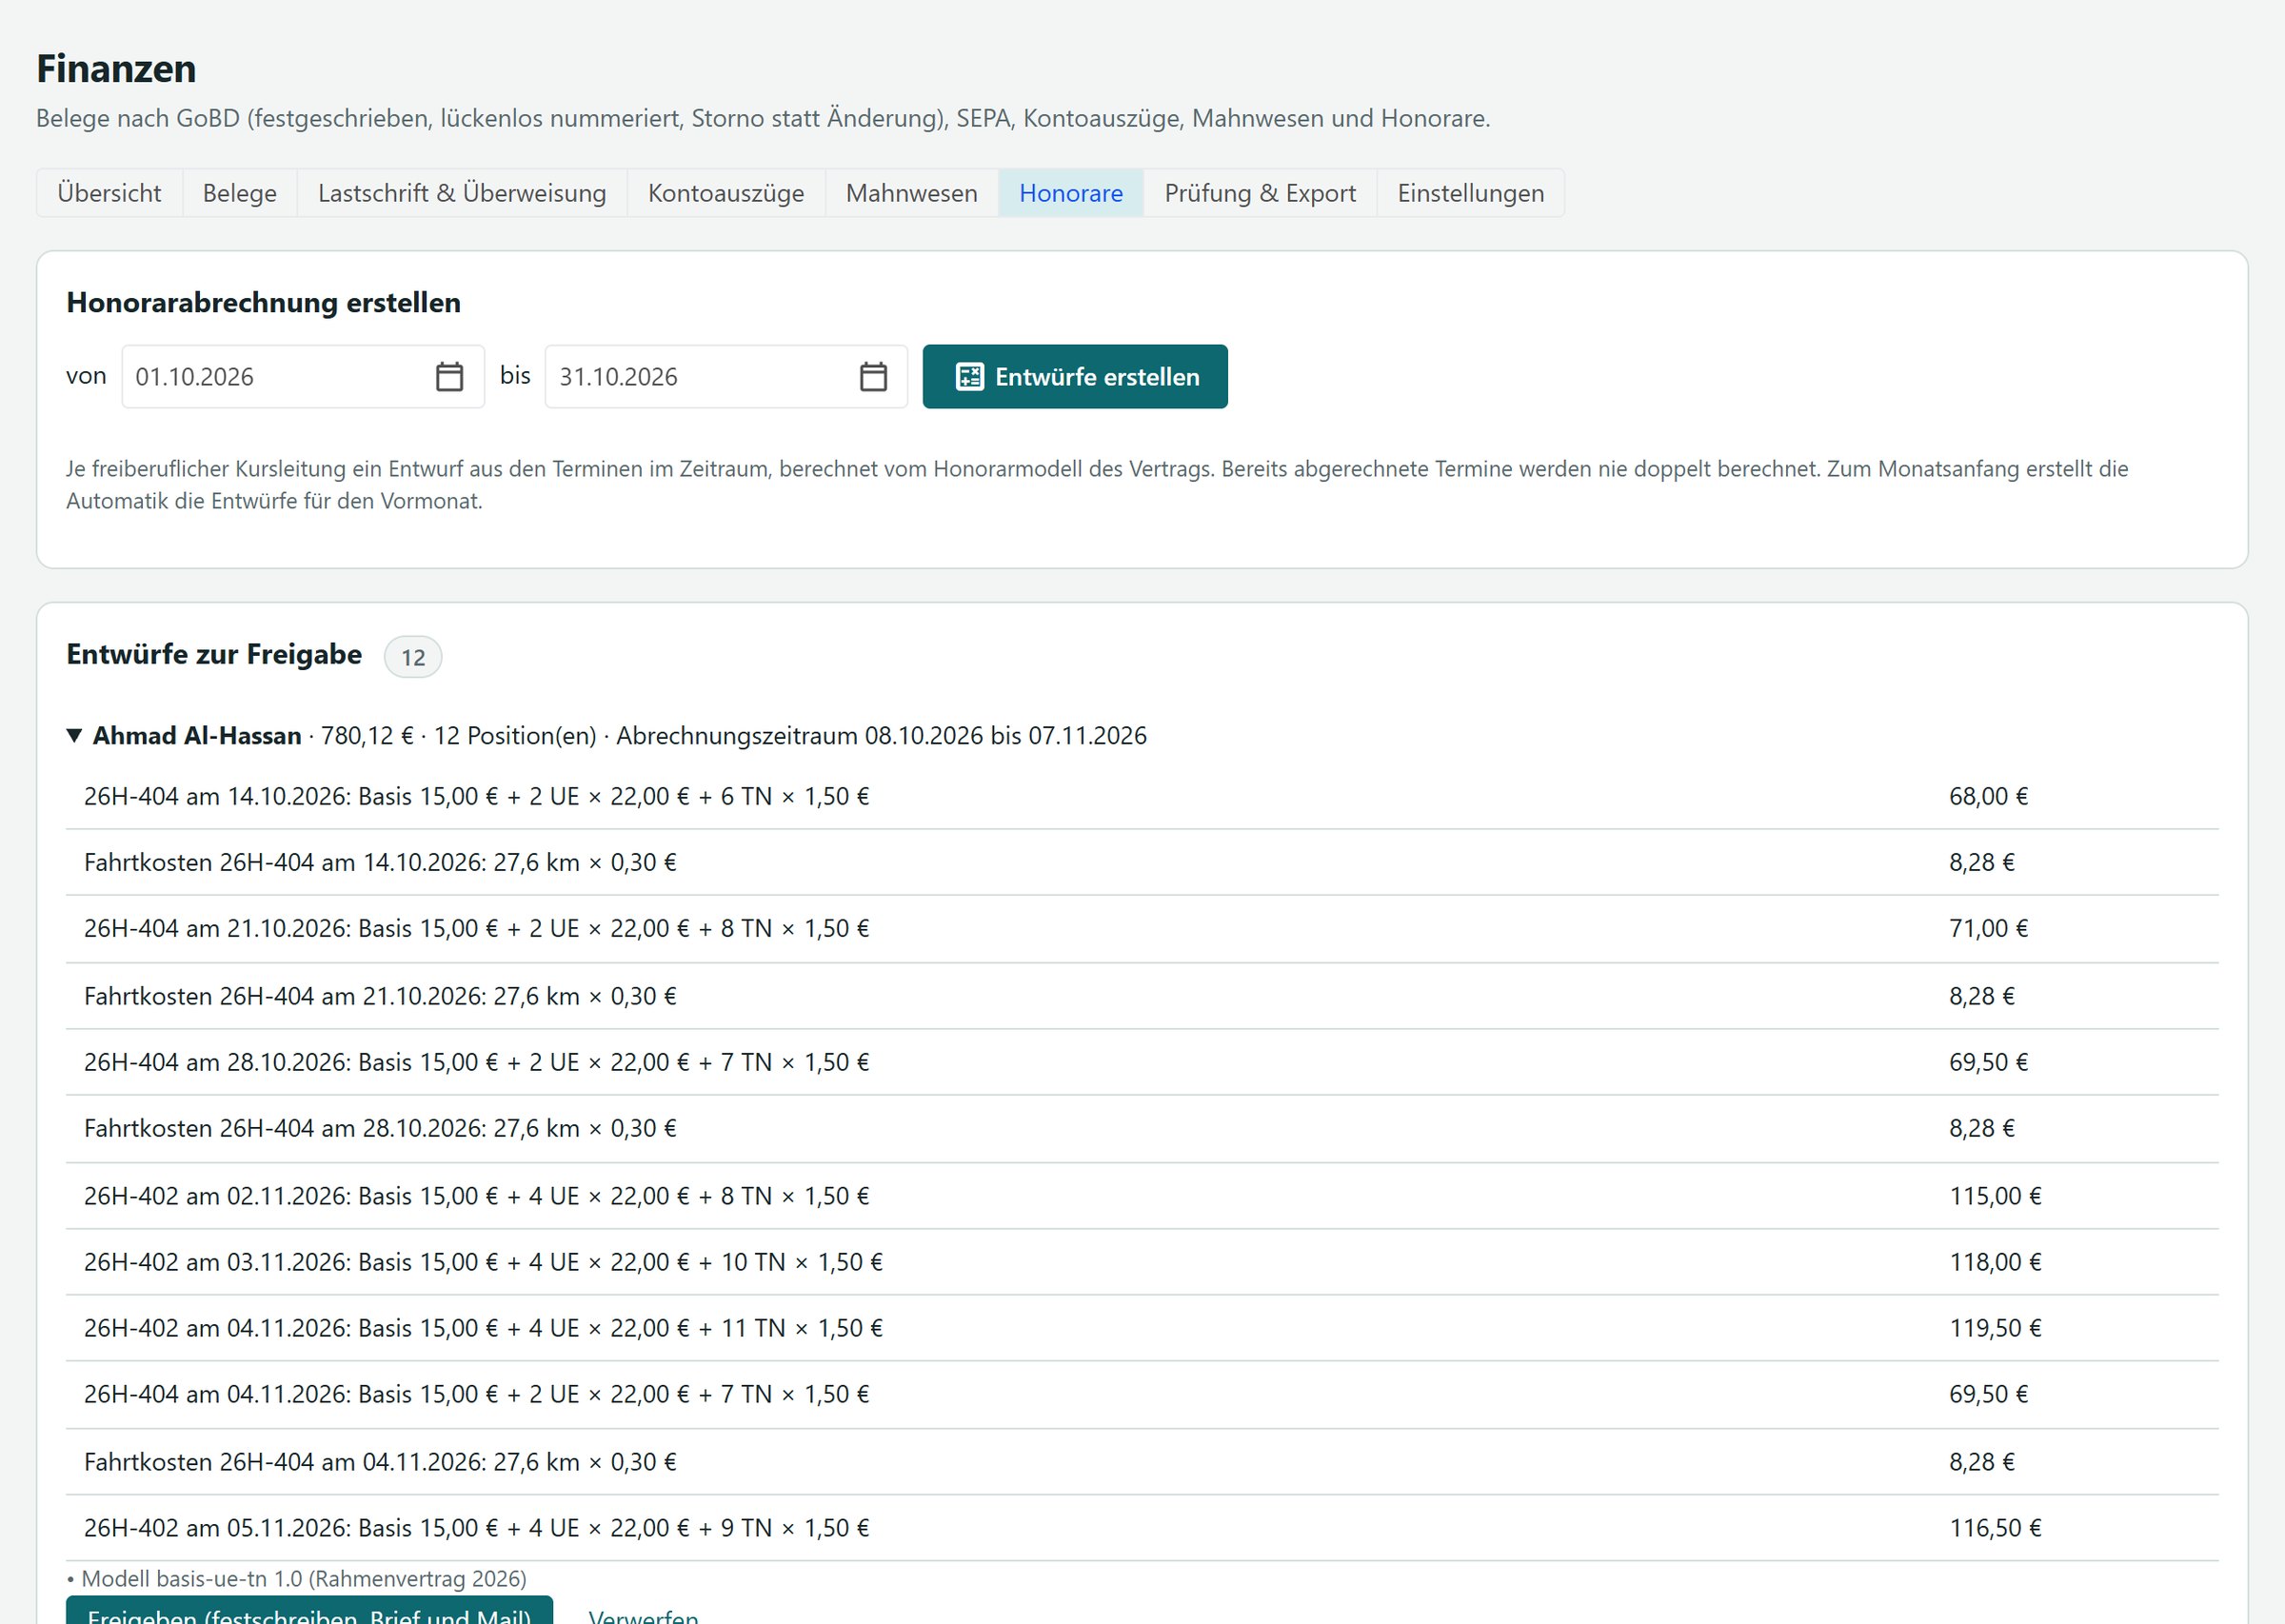 Finanzen
Belege nach GoBD (festgeschrieben, lückenlos nummeriert, Storno statt Änderung), SEPA, Kontoauszüge, Mahnwesen und Honorare.
Übersicht Belege Lastschrift & Überweisung Kontoauszüge Mahnwesen Honorare Prüfung & Export Einstellungen
Honorarabrechnung erstellen
von 01.10.2026 bis 31.10.2026 Entwürfe erstellen
Je freiberuflicher Kursleitung ein Entwurf aus den Terminen im Zeitraum, berechnet vom Honorarmodell des Vertrags. Bereits abgerechnete Termine werden nie doppelt berechnet. Zum Monatsanfang erstellt die
Automatik die Entwürfe für den Vormonat.
Entwürfe zur Freigabe 12
▼ Ahmad Al-Hassan · 780,12 € · 12 Position(en) · Abrechnungszeitraum 08.10.2026 bis 07.11.2026
26H-404 am 14.10.2026: Basis 15,00 € + 2 UE × 22,00 € + 6 TN × 1,50 € 68,00 €
Fahrtkosten 26H-404 am 14.10.2026: 27,6 km × 0,30 € 8,28 €
26H-404 am 21.10.2026: Basis 15,00 € + 2 UE × 22,00 € + 8 TN × 1,50 € 71,00 €
Fahrtkosten 26H-404 am 21.10.2026: 27,6 km × 0,30 € 8,28 €
26H-404 am 28.10.2026: Basis 15,00 € + 2 UE × 22,00 € + 7 TN × 1,50 € 69,50 €
Fahrtkosten 26H-404 am 28.10.2026: 27,6 km × 0,30 € 8,28 €
26H-402 am 02.11.2026: Basis 15,00 € + 4 UE × 22,00 € + 8 TN × 1,50 € 115,00 €
26H-402 am 03.11.2026: Basis 15,00 € + 4 UE × 22,00 € + 10 TN × 1,50 € 118,00 €
26H-402 am 04.11.2026: Basis 15,00 € + 4 UE × 22,00 € + 11 TN × 1,50 € 119,50 €
26H-404 am 04.11.2026: Basis 15,00 € + 2 UE × 22,00 € + 7 TN × 1,50 € 69,50 €
Fahrtkosten 26H-404 am 04.11.2026: 27,6 km × 0,30 € 8,28 €
26H-402 am 05.11.2026: Basis 15,00 € + 4 UE × 22,00 € + 9 TN × 1,50 € 116,50 €
• Modell basis-ue-tn 1.0 (Rahmenvertrag 2026)
Freigeben (festschreiben, Brief und Mail) Verwerfen